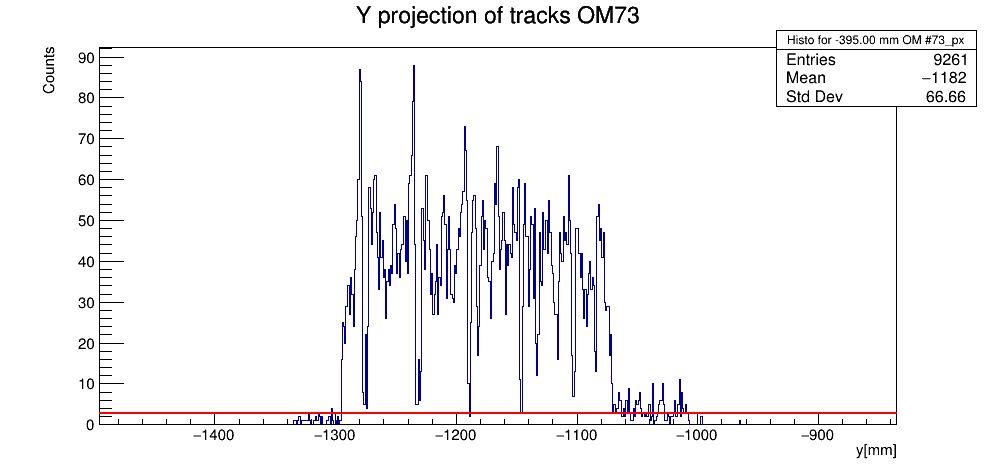 Y projection of tracks OM73
Histo for -395.00 mm OM #73_px
Entries 9261
Mean −1182
Std Dev 66.66
Counts
90
80
70
60
50
40
30
20
10
0
−1400 −1300 −1200 −1100 −1000 −900
y[mm]